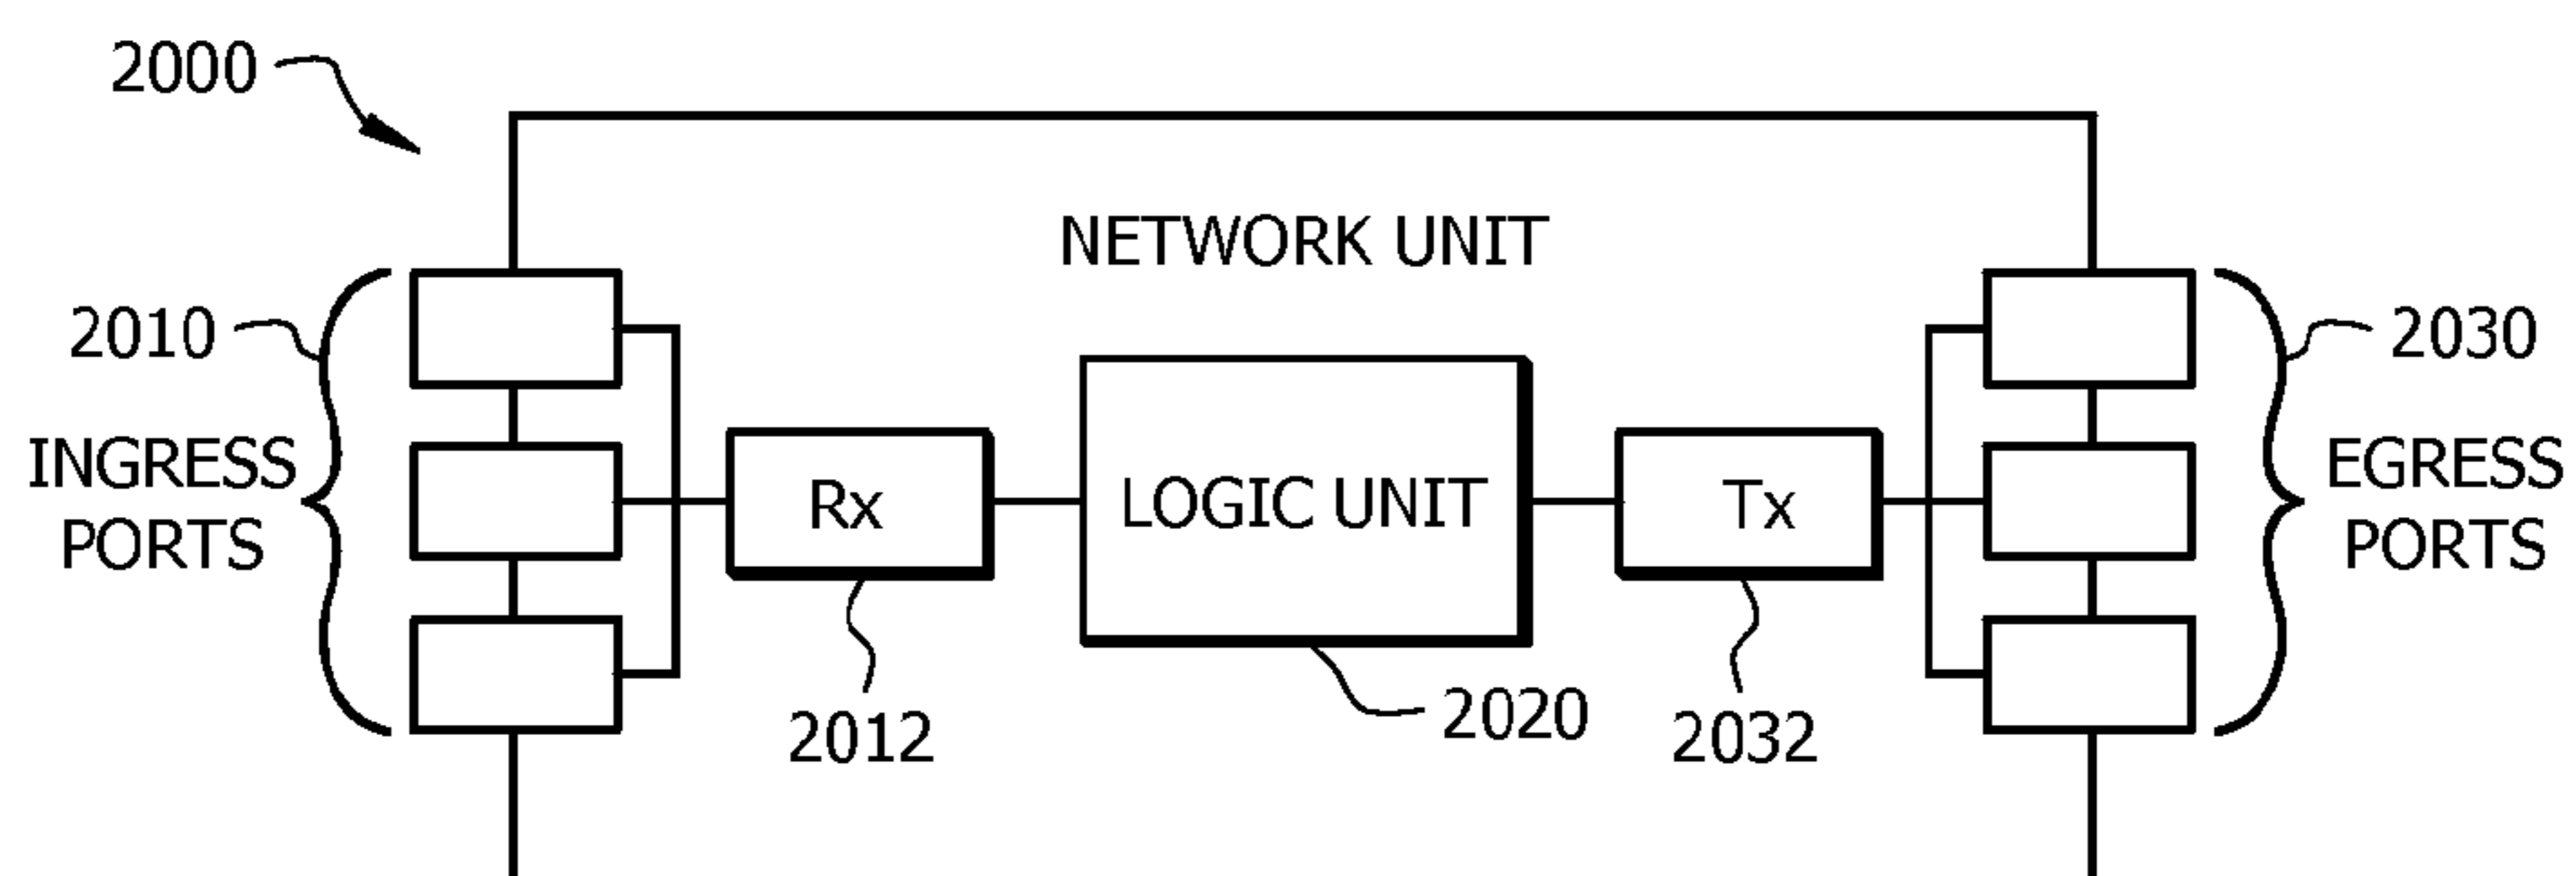 2000
NETWORK UNIT
2010
2030
INGRESS
PORTS
Rx
LOGIC UNIT
Tx
EGRESS
PORTS
2012
2020
2032